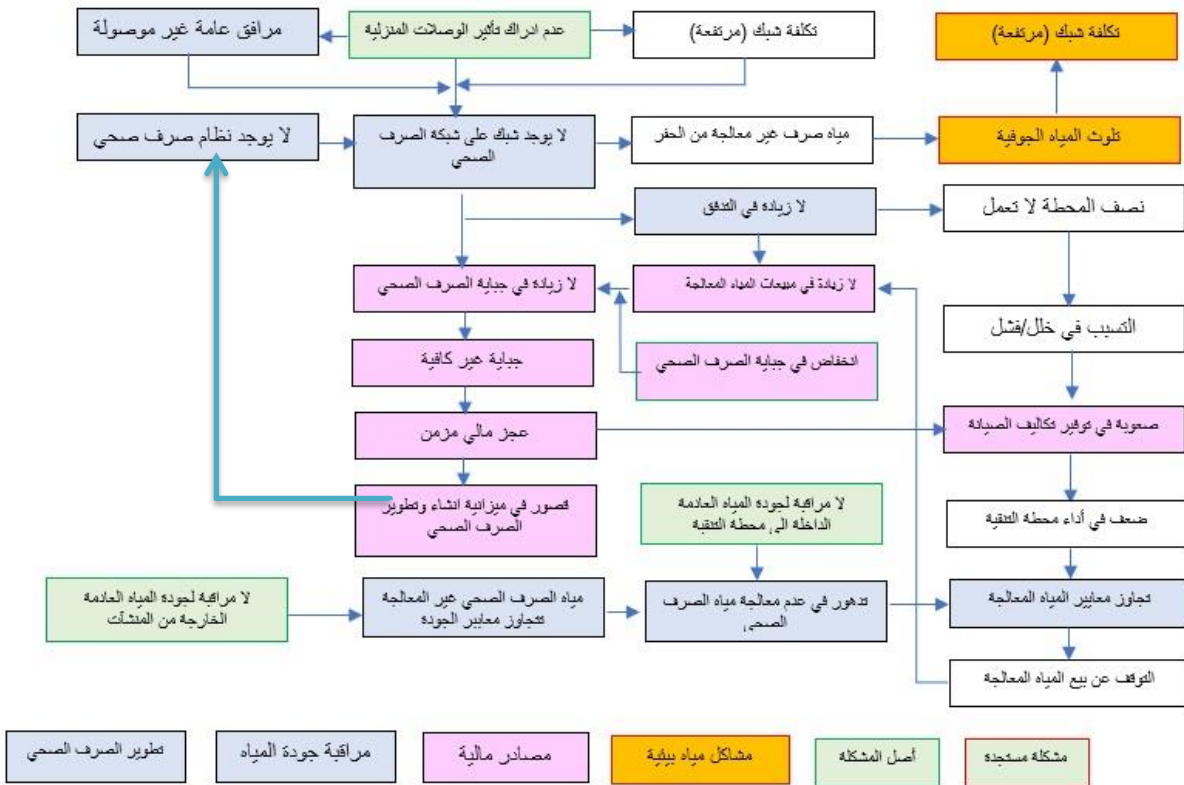 مرافق عامة غير موصولة
عدم ادراك تأثير الوصلات المنزلية
تكلفة شبك (مرتفعة)
تكلفة شبك (مرتفعة)
لا يوجد نظام صرف صحي
لا يوجد شبك على شبكة الصرف
الصحي
مياه صرف غير معالجة من الحفر
تلوث المياه الجوفية
لا زيادة في التدفق
نصف المحطة لا تعمل
لا زيادة في جباية الصرف الصحي
لا زيادة في مبيعات المياه المعالجة
التسبب في خلل/فشل
جباية غير كافية
انخفاض في جباية الصرف الصحي
عجز مالي مزمن
صعوبة في توفير تكاليف الصيانة
قصور في ميزانية انشاء وتطوير
الصرف الصحي
لا مراقبة لجودة المياه العادمة
الداخلة الى محطة التنقية
ضعف في أداء محطة التنقية
لا مراقبة لجودة المياه العادمة
الخارجة من المنشآت
مياه الصرف الصحي غير المعالجة
تتجاوز معايير الجودة
تدهور في عدم معالجة مياه الصرف
الصحي
تجاوز معايير المياه المعالجة
التوقف عن بيع المياه المعالجة
تطوير الصرف الصحي
مراقبة جودة المياه
مصادر مالية
مشاكل مياه بيئية
أصل المشكلة
مشكلة مستجدة